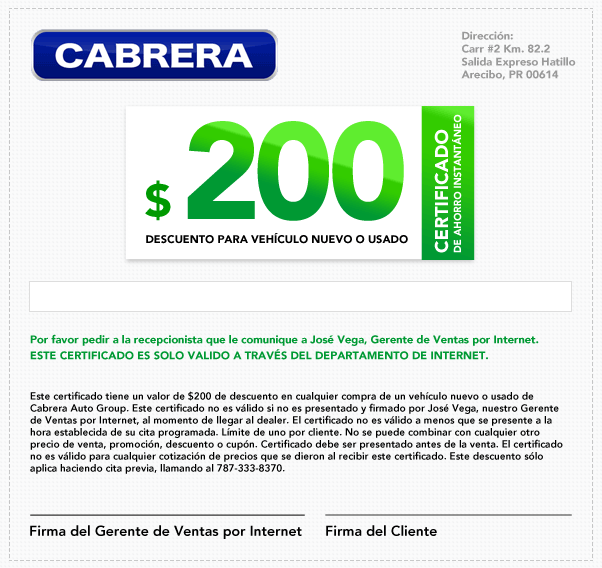 CABRERA
Dirección:
Carr #2 Km. 82.2
Salida Expreso Hatillo
Arecibo, PR 00614
$200
DESCUENTO PARA VEHÍCULO NUEVO O USADO
CERTIFICADO
DE AHORRO INSTANTÁNEO
Por favor pedir a la recepcionista que le comunique a José Vega, Gerente de Ventas por Internet.
ESTE CERTIFICADO ES SOLO VALIDO A TRAVÉS DEL DEPARTAMENTO DE INTERNET.
Este certificado tiene un valor de $200 de descuento en cualquier compra de un vehículo nuevo o usado de
Cabrera Auto Group. Este certificado no es válido si no es presentado y firmado por José Vega, nuestro Gerente
de Ventas por Internet, al momento de llegar al dealer. El certificado no es válido a menos que se presente a la
hora establecida de su cita programada. Límite de uno por cliente. No se puede combinar con cualquier otro
precio de venta, promoción, descuento o cupón. Certificado debe ser presentado antes de la venta. El certificado
no es válido para cualquier cotización de precios que se dieron al recibir este certificado. Este descuento sólo
aplica haciendo cita previa, llamando al 787-333-8370.
Firma del Gerente de Ventas por Internet
Firma del Cliente